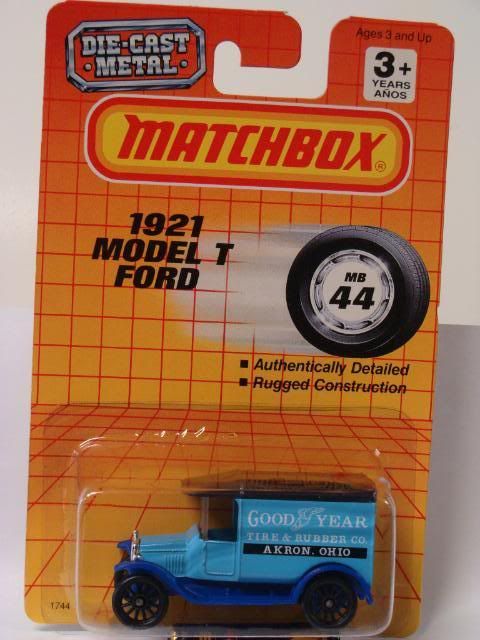 DIE-CAST
METAL
Ages 3 and Up
3+
YEARS
AÑOS
MATCHBOX®
1921
MODEL T
FORD
MB
44
■ Authentically Detailed
■ Rugged Construction
GOOD YEAR
TIRE & RUBBER CO.
AKRON, OHIO
1744